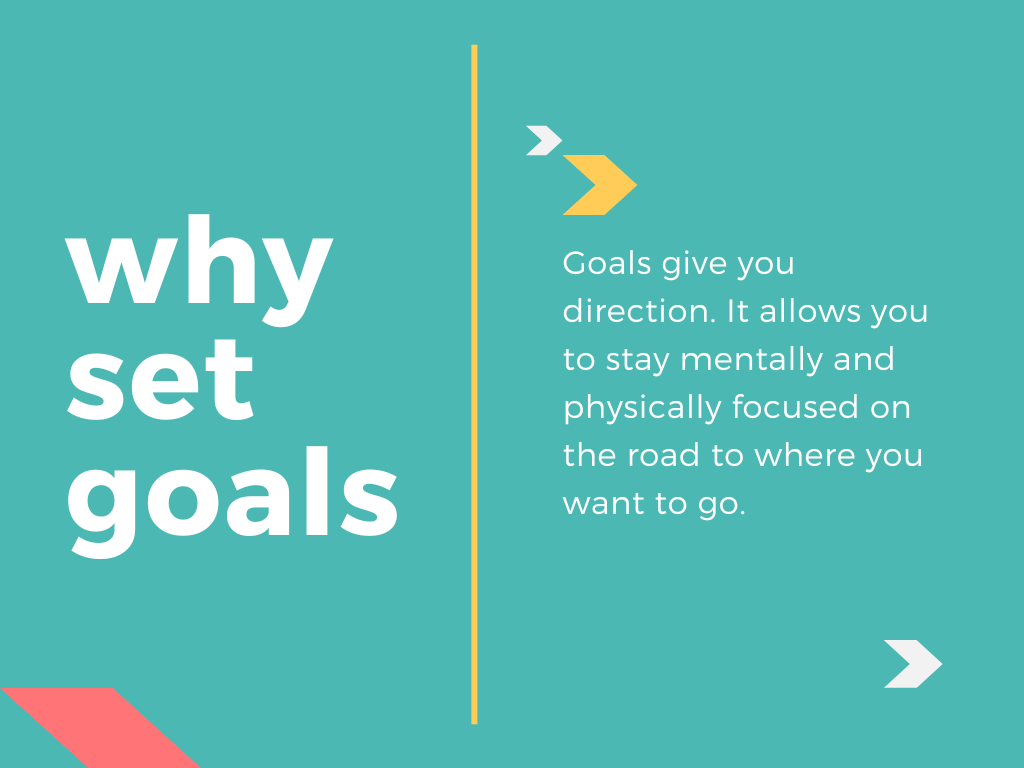 why
set
goals
Goals give you
direction. It allows you
to stay mentally and
physically focused on
the road to where you
want to go.